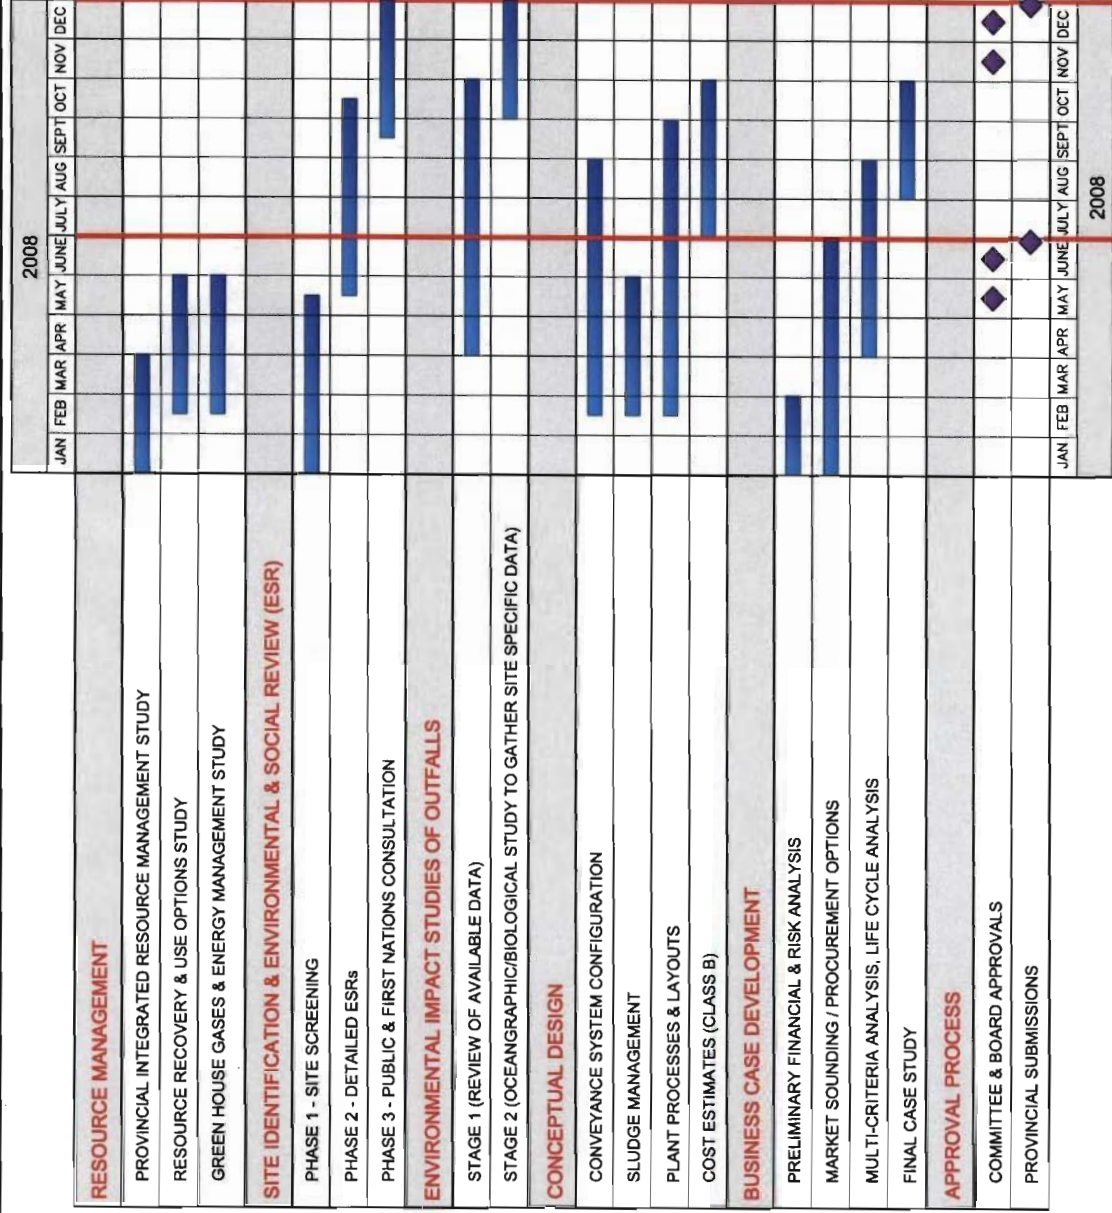 2008
JAN FEB MAR APR MAY JUNE JULY AUG SEPT OCT NOV DEC
RESOURCE MANAGEMENT
PROVINCIAL INTEGRATED RESOURCE MANAGEMENT STUDY
RESOURCE RECOVERY & USE OPTIONS STUDY
GREEN HOUSE GASES & ENERGY MANAGEMENT STUDY
SITE IDENTIFICATION & ENVIRONMENTAL & SOCIAL REVIEW (ESR)
PHASE 1 - SITE SCREENING
PHASE 2 - DETAILED ESRs
PHASE 3 - PUBLIC & FIRST NATIONS CONSULTATION
ENVIRONMENTAL IMPACT STUDIES OF OUTFALLS
STAGE 1 (REVIEW OF AVAILABLE DATA)
STAGE 2 (OCEANGRAPHIC/BIOLOGICAL STUDY TO GATHER SITE SPECIFIC DATA)
CONCEPTUAL DESIGN
CONVEYANCE SYSTEM CONFIGURATION
SLUDGE MANAGEMENT
PLANT PROCESSES & LAYOUTS
COST ESTIMATES (CLASS B)
BUSINESS CASE DEVELOPMENT
PRELIMINARY FINANCIAL & RISK ANALYSIS
MARKET SOUNDING / PROCUREMENT OPTIONS
MULTI-CRITERIA ANALYSIS, LIFE CYCLE ANALYSIS
FINAL CASE STUDY
APPROVAL PROCESS
COMMITTEE & BOARD APPROVALS
PROVINCIAL SUBMISSIONS
JAN FEB MAR APR MAY JUNE JULY AUG SEPT OCT NOV DEC
2008